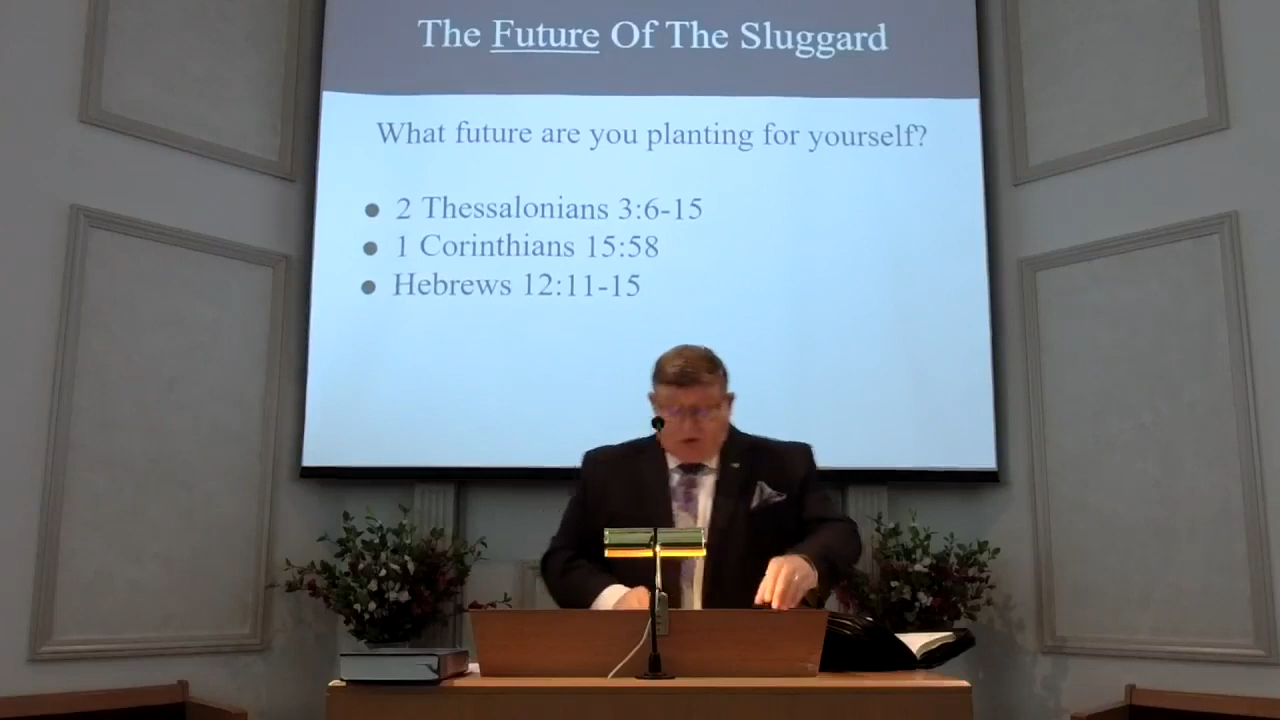 The Future Of The Sluggard
What future are you planting for yourself?
● 2 Thessalonians 3:6-15
● 1 Corinthians 15:58
● Hebrews 12:11-15